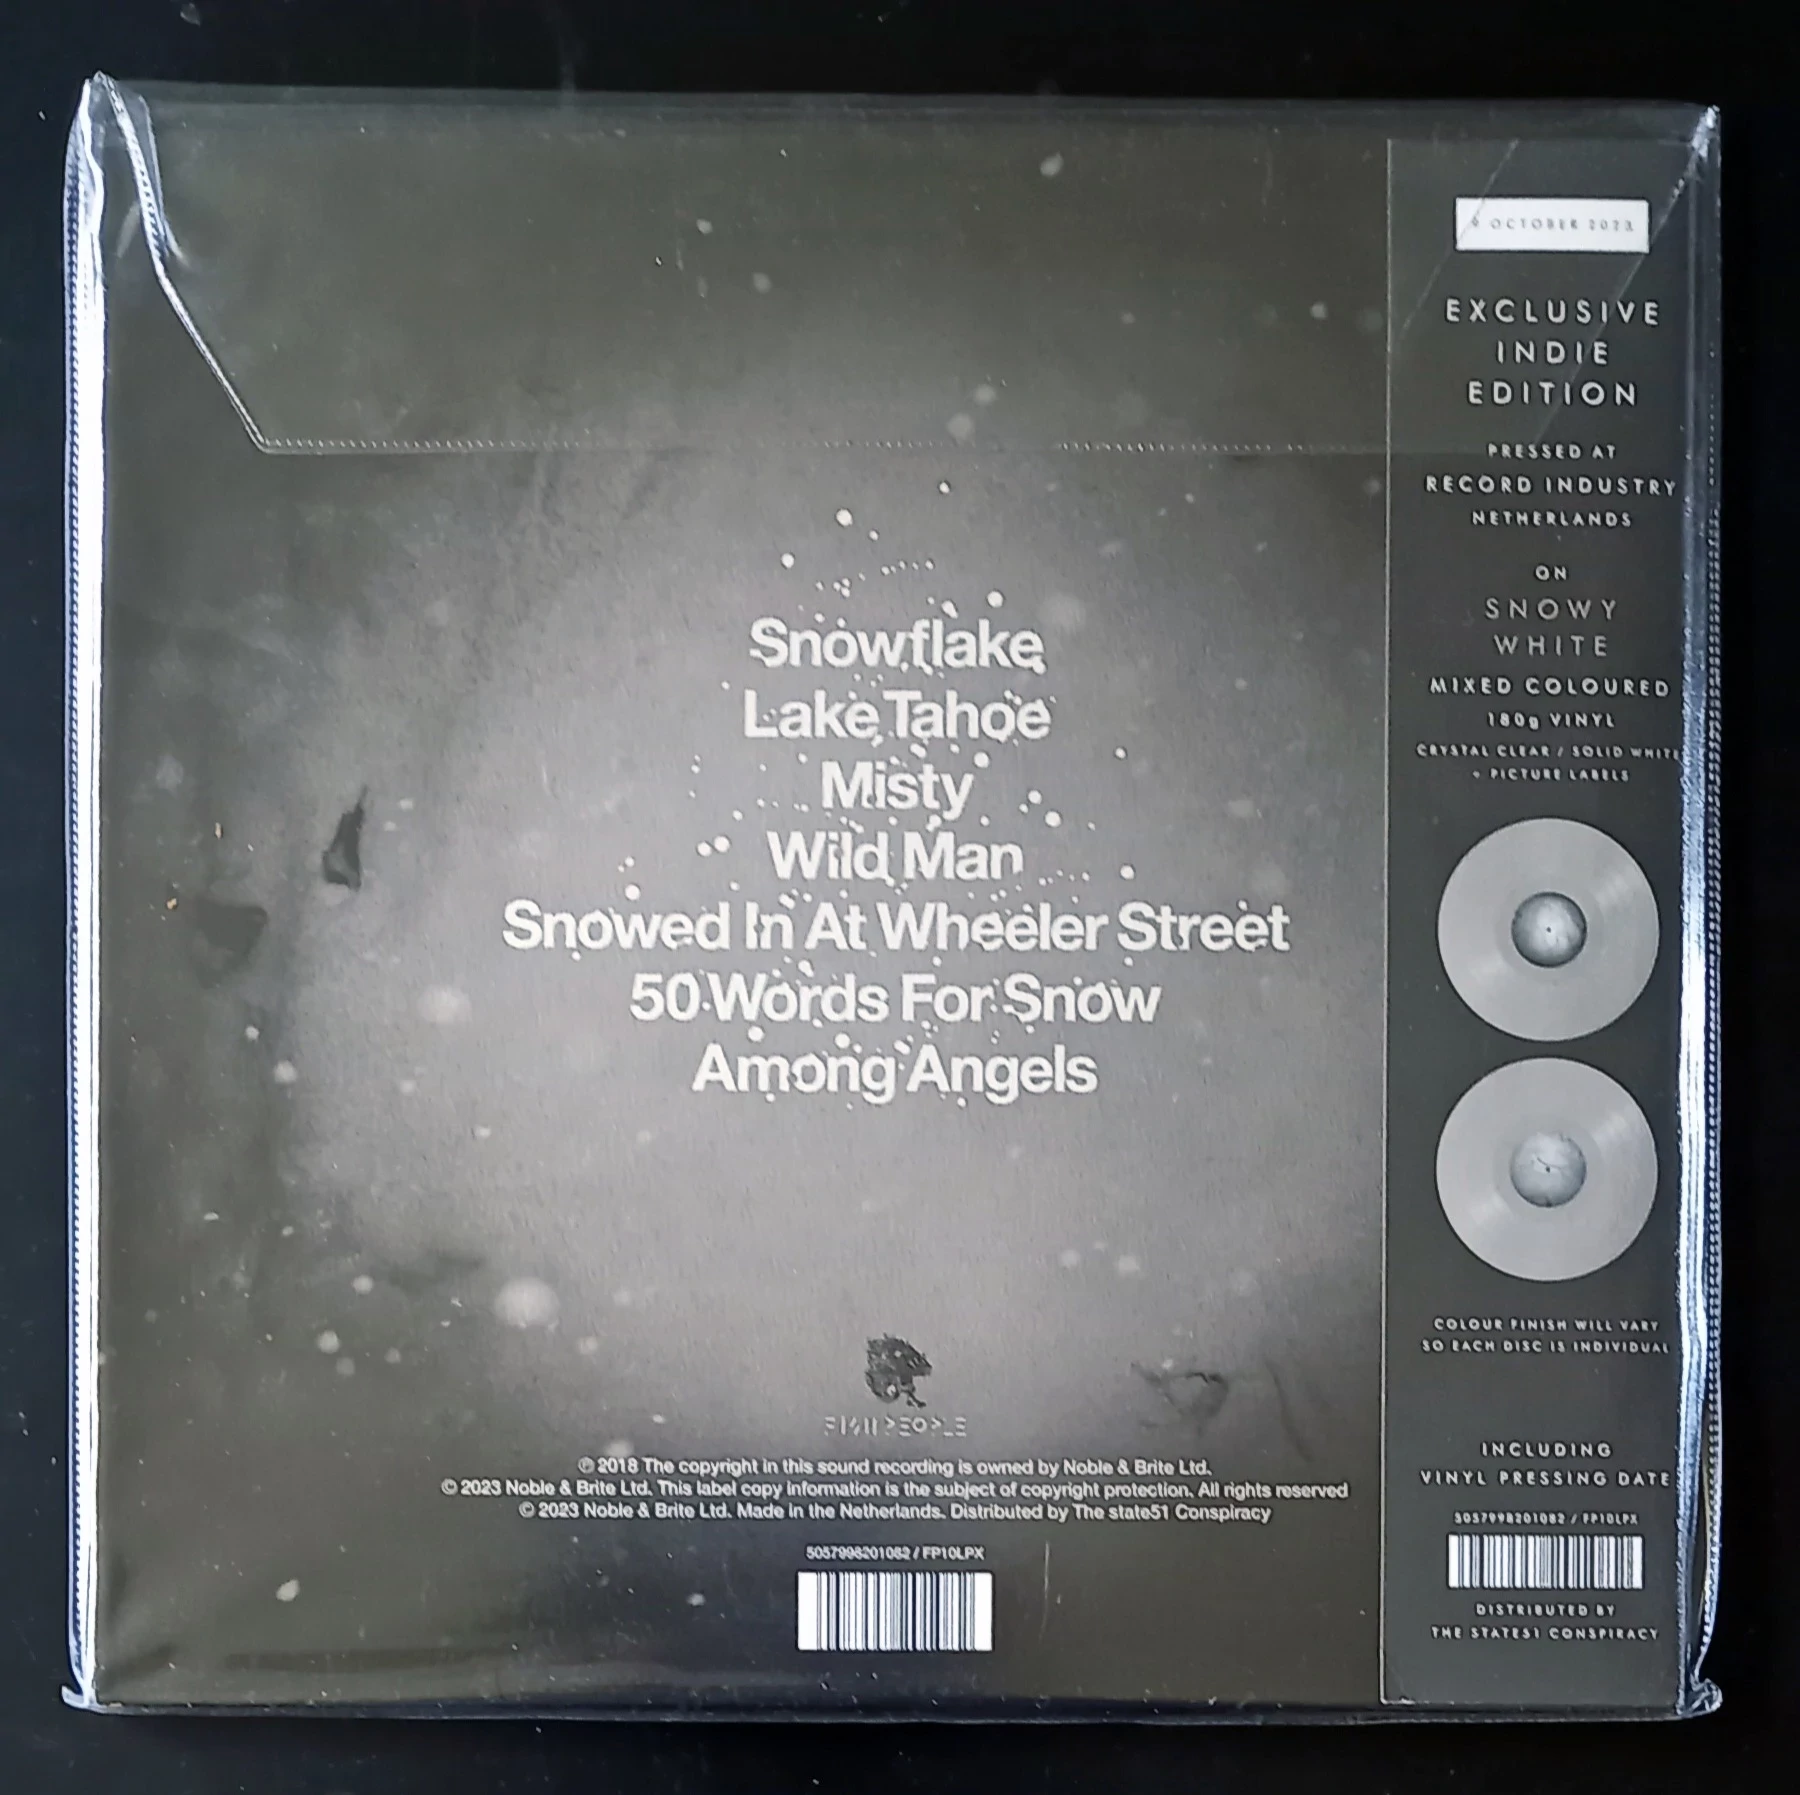 Snowflake
Lake Tahoe
Misty
Wild Man
Snowed In At Wheeler Street
50 Words For Snow
Among Angels
FISH PEOPLE
℗ 2018 The copyright in this sound recording is owned by Noble & Brite Ltd.
© 2023 Noble & Brite Ltd. This label copy information is the subject of copyright protection. All rights reserved
© 2023 Noble & Brite Ltd. Made in the Netherlands. Distributed by The state51 Conspiracy
5057998201082 / FP10LPX
9 OCTOBER 2023
EXCLUSIVE
INDIE
EDITION
PRESSED AT
RECORD INDUSTRY
NETHERLANDS
ON
SNOWY
WHITE
MIXED COLOURED
180g VINYL
CRYSTAL CLEAR / SOLID WHITE
+ PICTURE LABELS
COLOUR FINISH WILL VARY
SO EACH DISC IS INDIVIDUAL
INCLUDING
VINYL PRESSING DATE
5057998201082 / FP10LPX
DISTRIBUTED BY
THE STATE51 CONSPIRACY